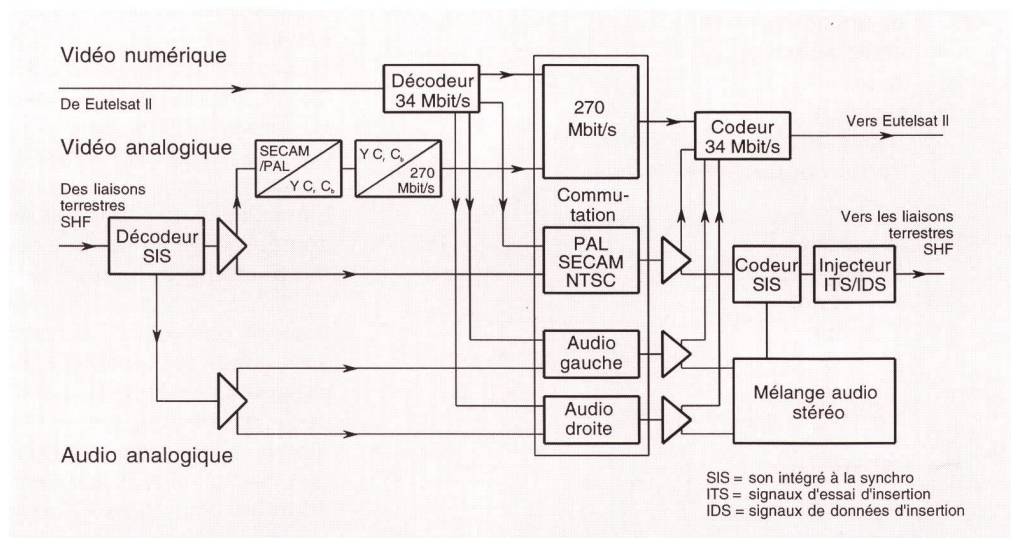 Vidéo numérique
De Eutelsat II
Décodeur
34 Mbit/s
270
Mbit/s
Codeur
34 Mbit/s
Vers Eutelsat II
Vidéo analogique
SECAM
/PAL
Y Cr Cb
Y Cr Cb
270
Mbit/s
Des liaisons
terrestres
SHF
Décodeur
SIS
Commu-
tation
PAL
SECAM
NTSC
Vers les liaisons
terrestres
SHF
Codeur
SIS
Injecteur
ITS/IDS
Audio
gauche
Audio
droite
Mélange audio
stéréo
Audio analogique
SIS = son intégré à la synchro
ITS = signaux d'essai d'insertion
IDS = signaux de données d'insertion